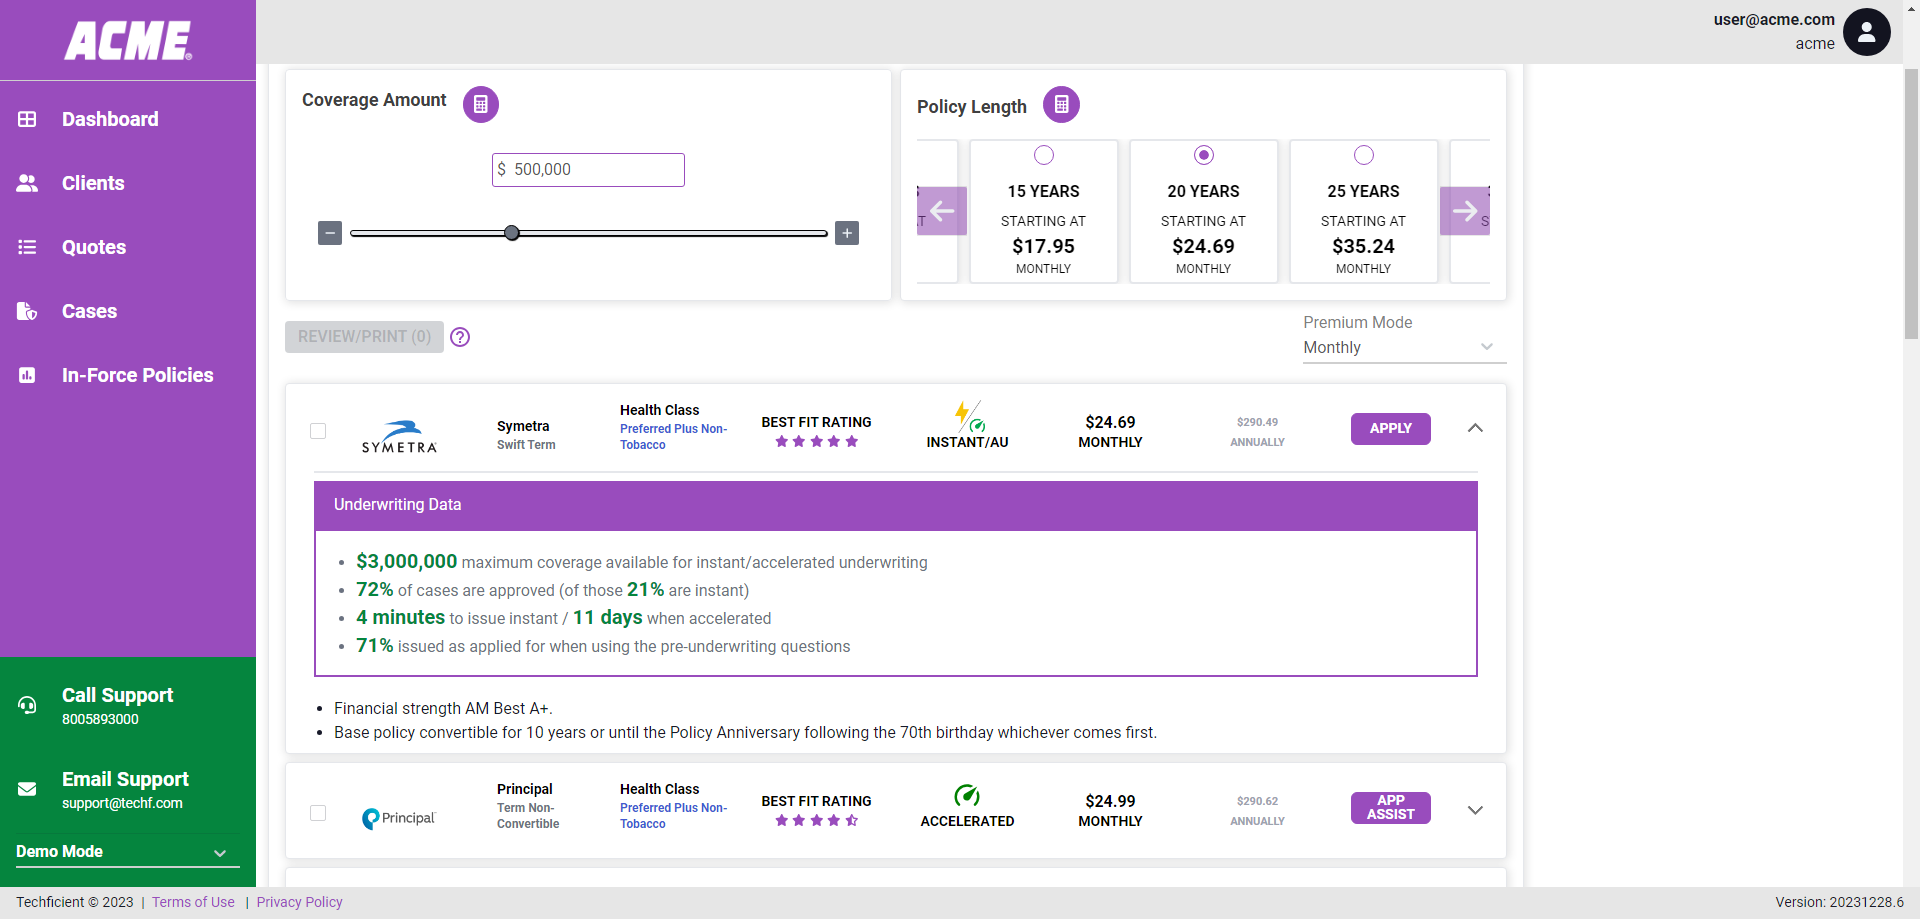 ACME®
Dashboard
Clients
Quotes
Cases
In-Force Policies
Call Support
8005893000
Email Support
support@techf.com
Demo Mode
user@acme.com
acme
Coverage Amount
$ 500,000
Policy Length
15 YEARS
STARTING AT
$17.95
MONTHLY
20 YEARS
STARTING AT
$24.69
MONTHLY
25 YEARS
STARTING AT
$35.24
MONTHLY
REVIEW/PRINT (0)
Premium Mode
Monthly
SYMETRA
Symetra
Swift Term
Health Class
Preferred Plus Non-
Tobacco
BEST FIT RATING
INSTANT/AU
$24.69
MONTHLY
$290.49
ANNUALLY
APPLY
Underwriting Data
• $3,000,000 maximum coverage available for instant/accelerated underwriting
• 72% of cases are approved (of those 21% are instant)
• 4 minutes to issue instant / 11 days when accelerated
• 71% issued as applied for when using the pre-underwriting questions
• Financial strength AM Best A+.
• Base policy convertible for 10 years or until the Policy Anniversary following the 70th birthday whichever comes first.
Principal
Principal
Term Non-
Convertible
Health Class
Preferred Plus Non-
Tobacco
BEST FIT RATING
ACCELERATED
$24.99
MONTHLY
$290.62
ANNUALLY
APP
ASSIST
Techficient © 2023 | Terms of Use | Privacy Policy
Version: 20231228.6